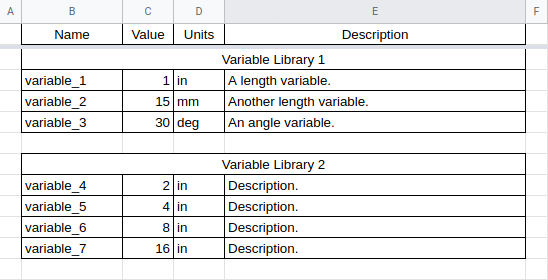 A B C D E F
Name Value Units Description
Variable Library 1
variable_1 1 in A length variable.
variable_2 15 mm Another length variable.
variable_3 30 deg An angle variable.
Variable Library 2
variable_4 2 in Description.
variable_5 4 in Description.
variable_6 8 in Description.
variable_7 16 in Description.